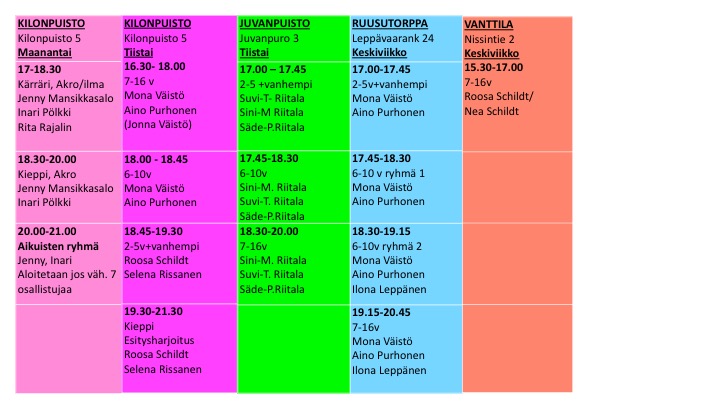 KILONPUISTO
Kilonpuisto 5
Maanantai
17-18.30
Kärräri, Akro/ilma
Jenny Mansikkasalo
Inari Pölkki
Rita Rajalin
18.30-20.00
Kieppi, Akro
Jenny Mansikkasalo
Inari Pölkki
20.00-21.00
Aikuisten ryhmä
Jenny, Inari
Aloitetaan jos väh. 7
osallistujaa
KILONPUISTO
Kilonpuisto 5
Tiistai
16.30- 18.00
7-16 v
Mona Väistö
Aino Purhonen
(Jonna Väistö)
18.00 - 18.45
6-10v
Mona Väistö
Aino Purhonen
18.45-19.30
2-5v+vanhempi
Roosa Schildt
Selena Rissanen
19.30-21.30
Kieppi
Esitysharjoitus
Roosa Schildt
Selena Rissanen
JUVANPUISTO
Juvanpuro 3
Tiistai
17.00 – 17.45
2-5 +vanhempi
Suvi-T- Riitala
Sini-M Riitala
Säde-P.Riitala
17.45-18.30
6-10v
Sini-M. Riitala
Suvi-T. Riitala
Säde-P.Riitala
18.30-20.00
7-16v
Sini-M. Riitala
Suvi-T. Riitala
Säde-P.Riitala
RUUSUTORPPA
Leppävaarank 24
Keskiviikko
17.00-17.45
2-5v+vanhempi
Mona Väistö
Aino Purhonen
17.45-18.30
6-10 v ryhmä 1
Mona Väistö
Aino Purhonen
18.30-19.15
6-10v ryhmä 2
Mona Väistö
Aino Purhonen
Ilona Leppänen
19.15-20.45
7-16v
Mona Väistö
Aino Purhonen
Ilona Leppänen
VANTTILA
Nissintie 2
Keskiviikko
15.30-17.00
7-16v
Roosa Schildt/
Nea Schildt